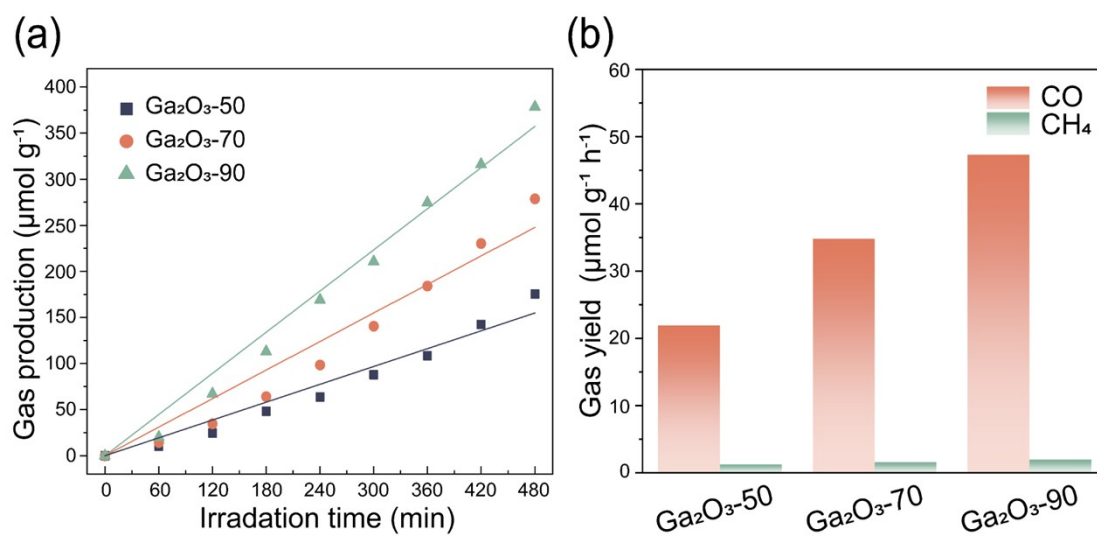 (a)
Gas production (µmol g⁻¹)
400
350
300
250
200
150
100
50
0
Ga₂O₃-50
Ga₂O₃-70
Ga₂O₃-90
0 60 120 180 240 300 360 420 480
Irradation time (min)
(b)
Gas yield (µmol g⁻¹ h⁻¹)
60
50
40
30
20
10
0
CO
CH₄
Ga₂O₃-50 Ga₂O₃-70 Ga₂O₃-90